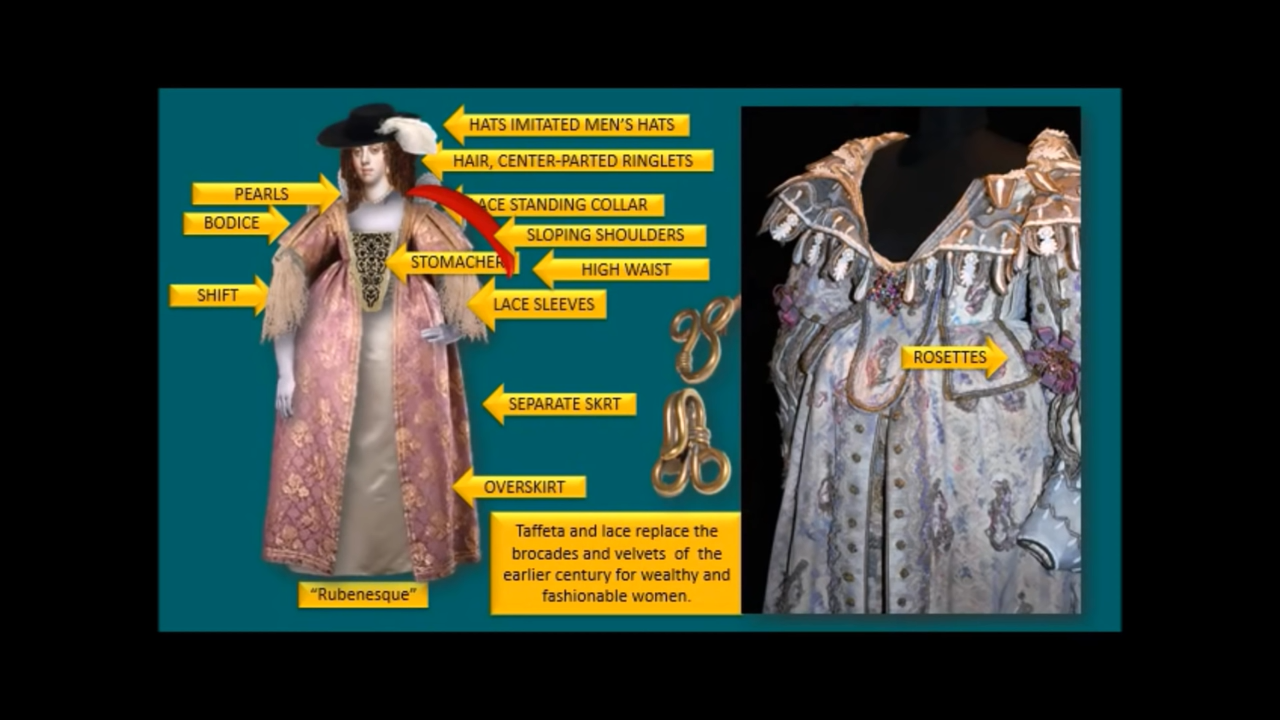 HATS IMITATED MEN'S HATS
HAIR, CENTER-PARTED RINGLETS
PEARLS
ACE STANDING COLLAR
BODICE
SLOPING SHOULDERS
STOMACHER
HIGH WAIST
SHIFT
LACE SLEEVES
ROSETTES
SEPARATE SKRT
OVERSKIRT
Taffeta and lace replace the
brocades and velvets of the
earlier century for wealthy and
fashionable women.
“Rubenesque”